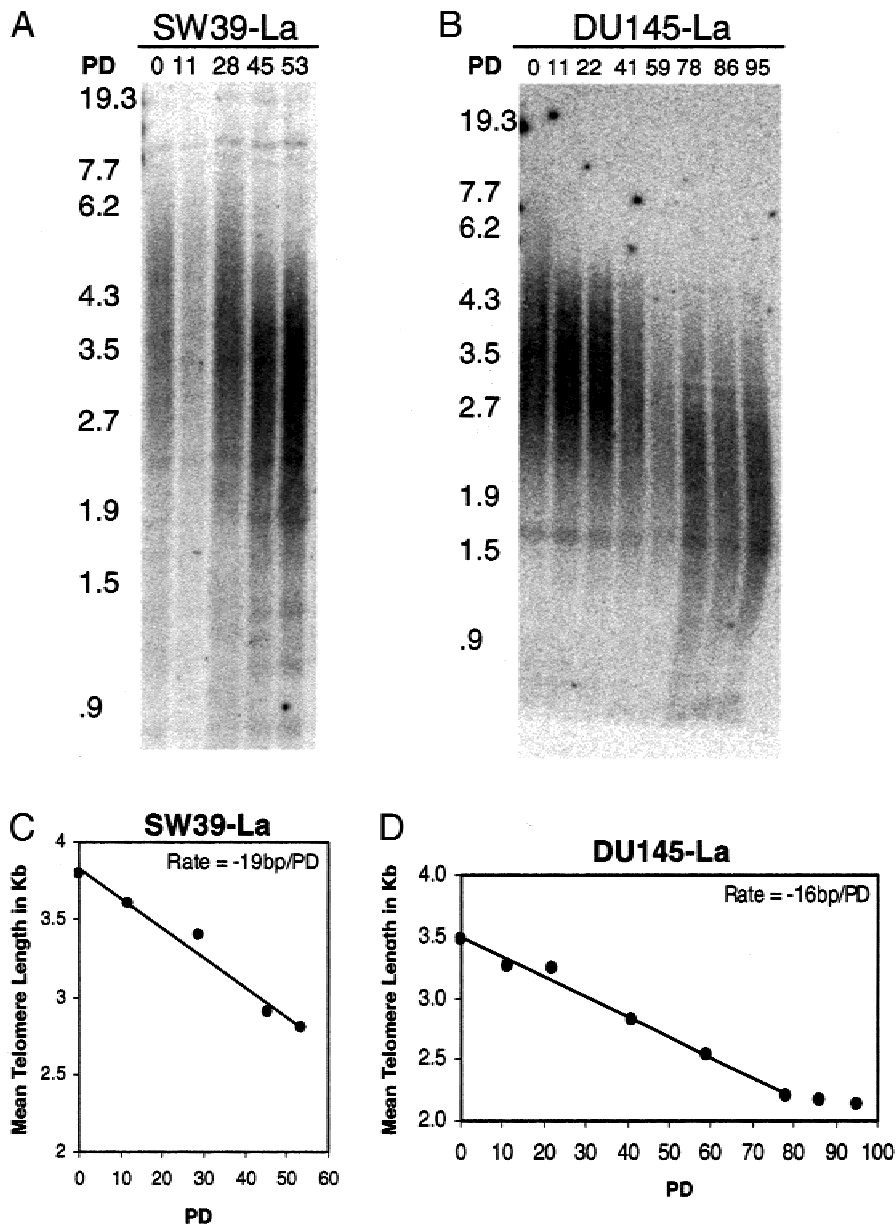 A
SW39-La
PD 0 11 28 45 53
19.3
7.7
6.2
4.3
3.5
2.7
1.9
1.5
.9
B
DU145-La
PD 0 11 22 41 59 78 86 95
19.3
7.7
6.2
4.3
3.5
2.7
1.9
1.5
.9
C
SW39-La
Rate = -19bp/PD
Mean Telomere Length in Kb
4
3.5
3
2.5
2
0 10 20 30 40 50 60
PD
D
DU145-La
Rate = -16bp/PD
Mean Telomere Length in Kb
4.0
3.5
3.0
2.5
2.0
0 10 20 30 40 50 60 70 80 90 100
PD